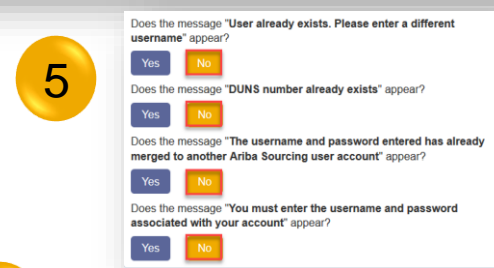 5
Does the message "User already exists. Please enter a different
username" appear?
Yes No
Does the message "DUNS number already exists" appear?
Yes No
Does the message "The username and password entered has already
merged to another Ariba Sourcing user account" appear?
Yes No
Does the message "You must enter the username and password
associated with your account" appear?
Yes No